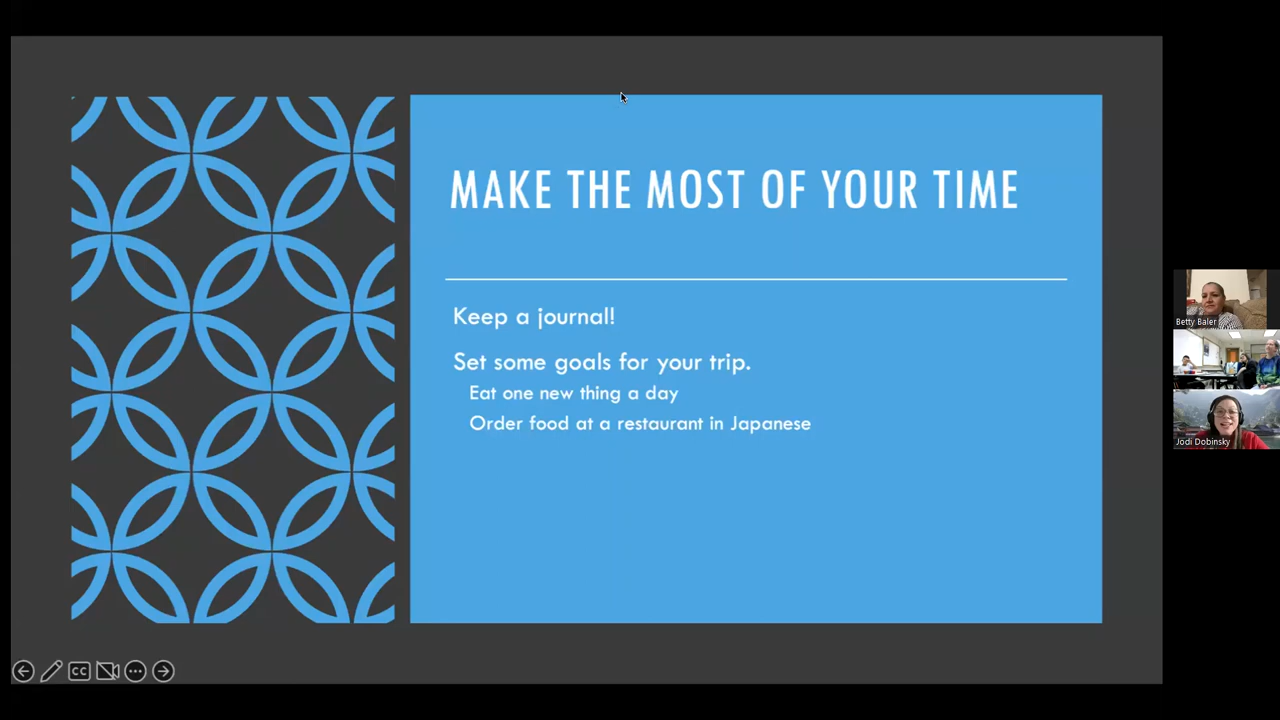 MAKE THE MOST OF YOUR TIME
Keep a journal!
Set some goals for your trip.
Eat one new thing a day
Order food at a restaurant in Japanese
Betty Baler
Jodi Dobinsky
CC